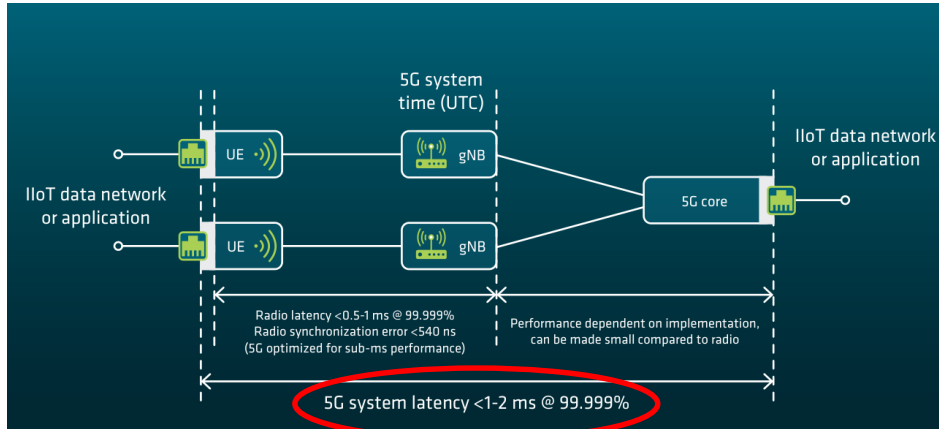 5G system
time (UTC)
IIoT data network
or application
UE
gNB
IIoT data network
or application
5G core
UE
gNB
Radio latency <0.5-1 ms @ 99.999%
Radio synchronization error <540 ns
(5G optimized for sub-ms performance)
Performance dependent on implementation,
can be made small compared to radio
5G system latency <1-2 ms @ 99.999%